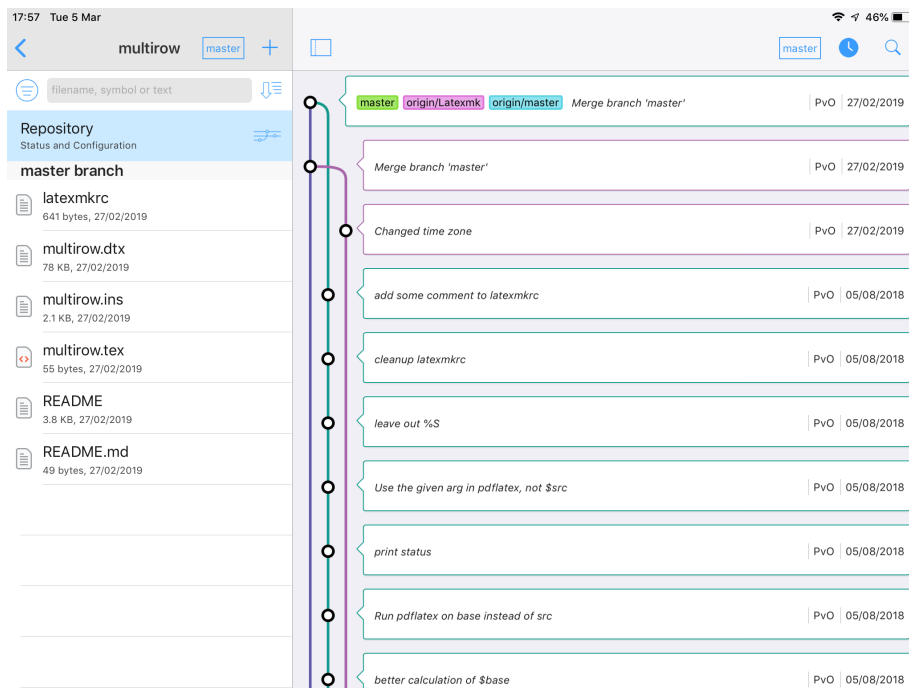 17:57 Tue 5 Mar
46%
multirow
master
master
filename, symbol or text
Repository
Status and Configuration
master branch
latexmkrc
641 bytes, 27/02/2019
multirow.dtx
78 KB, 27/02/2019
multirow.ins
2.1 KB, 27/02/2019
multirow.tex
55 bytes, 27/02/2019
README
3.8 KB, 27/02/2019
README.md
49 bytes, 27/02/2019
master origin/Latexmk origin/master Merge branch 'master' PvO 27/02/2019
Merge branch 'master' PvO 27/02/2019
Changed time zone PvO 27/02/2019
add some comment to latexmkrc PvO 05/08/2018
cleanup latexmkrc PvO 05/08/2018
leave out %S PvO 05/08/2018
Use the given arg in pdflatex, not $src PvO 05/08/2018
print status PvO 05/08/2018
Run pdflatex on base instead of src PvO 05/08/2018
better calculation of $base PvO 05/08/2018